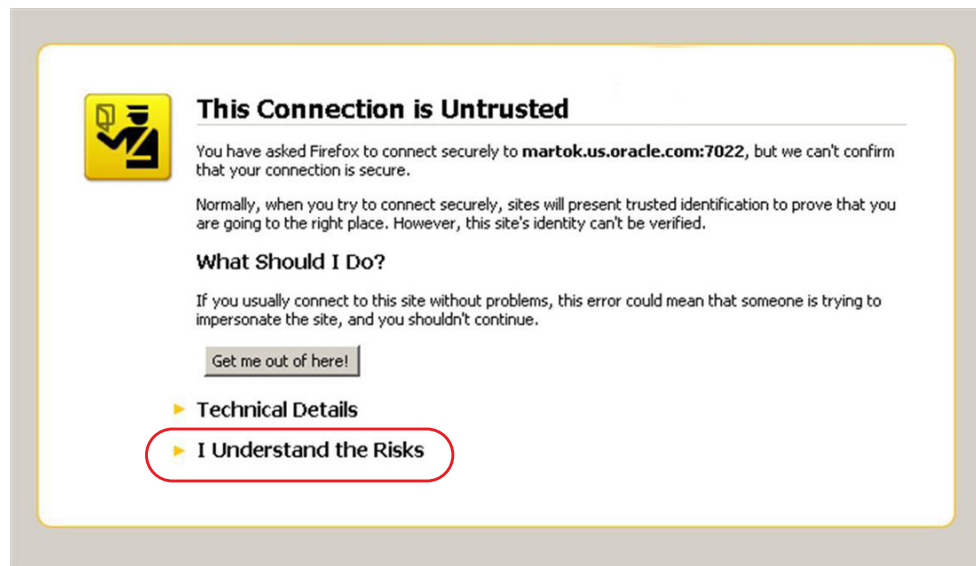 This Connection is Untrusted
You have asked Firefox to connect securely to martok.us.oracle.com:7022, but we can't confirm
that your connection is secure.
Normally, when you try to connect securely, sites will present trusted identification to prove that you
are going to the right place. However, this site's identity can't be verified.
What Should I Do?
If you usually connect to this site without problems, this error could mean that someone is trying to
impersonate the site, and you shouldn't continue.
Get me out of here!
Technical Details
I Understand the Risks